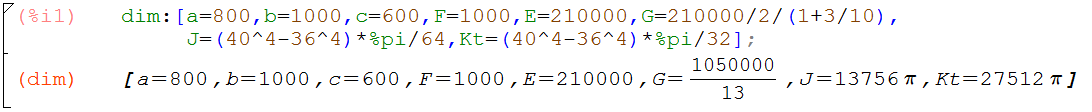 (%i1) dim:[a=800,b=1000,c=600,F=1000,E=210000,G=210000/2/(1+3/10),
J=(40^4-36^4)*%pi/64,Kt=(40^4-36^4)*%pi/32];
(dim) [a=800,b=1000,c=600,F=1000,E=210000,G=1050000/13,J=13756π,Kt=27512π]